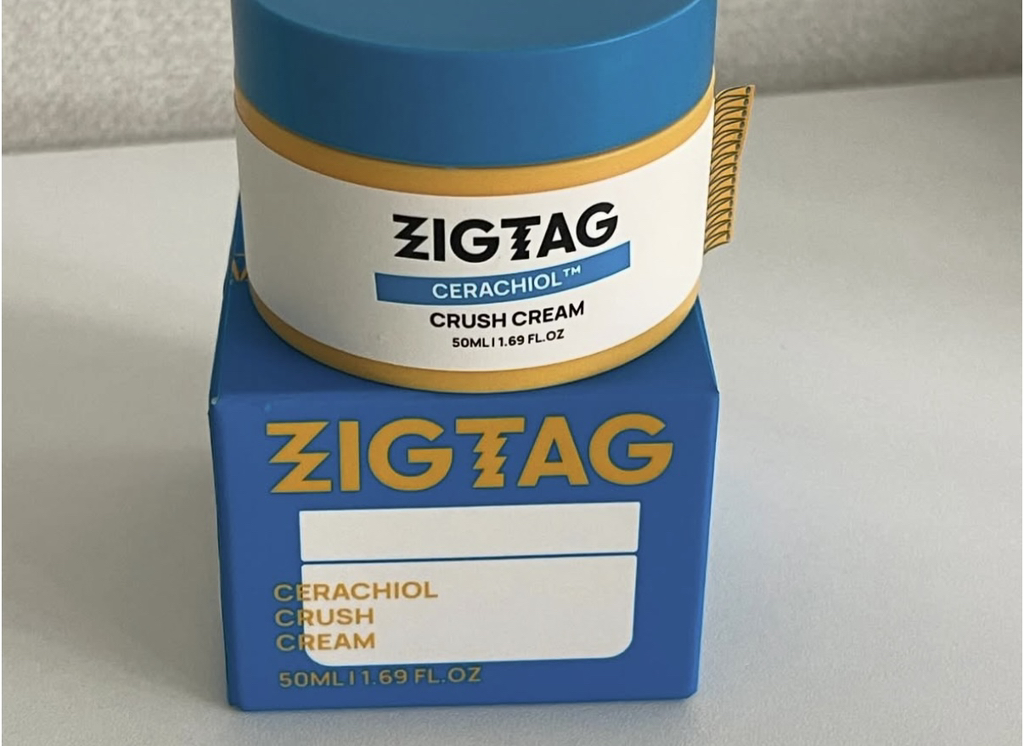 ZIGTAG
CERACHIOL™
CRUSH CREAM
50ML | 1.69 FL.OZ
ZIGTAG
CERACHIOL
CRUSH
CREAM
50ML | 1.69 FL.OZ